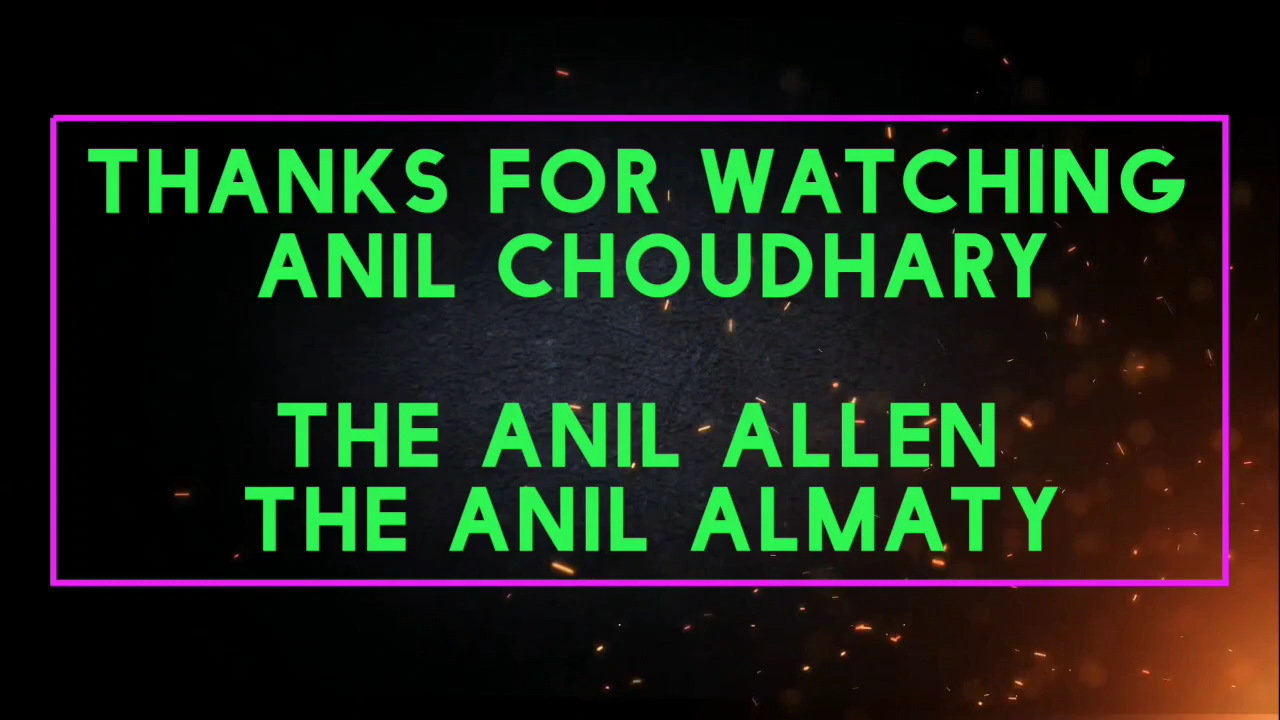 THANKS FOR WATCHING
ANIL CHOUDHARY
THE ANIL ALLEN
THE ANIL ALMATY